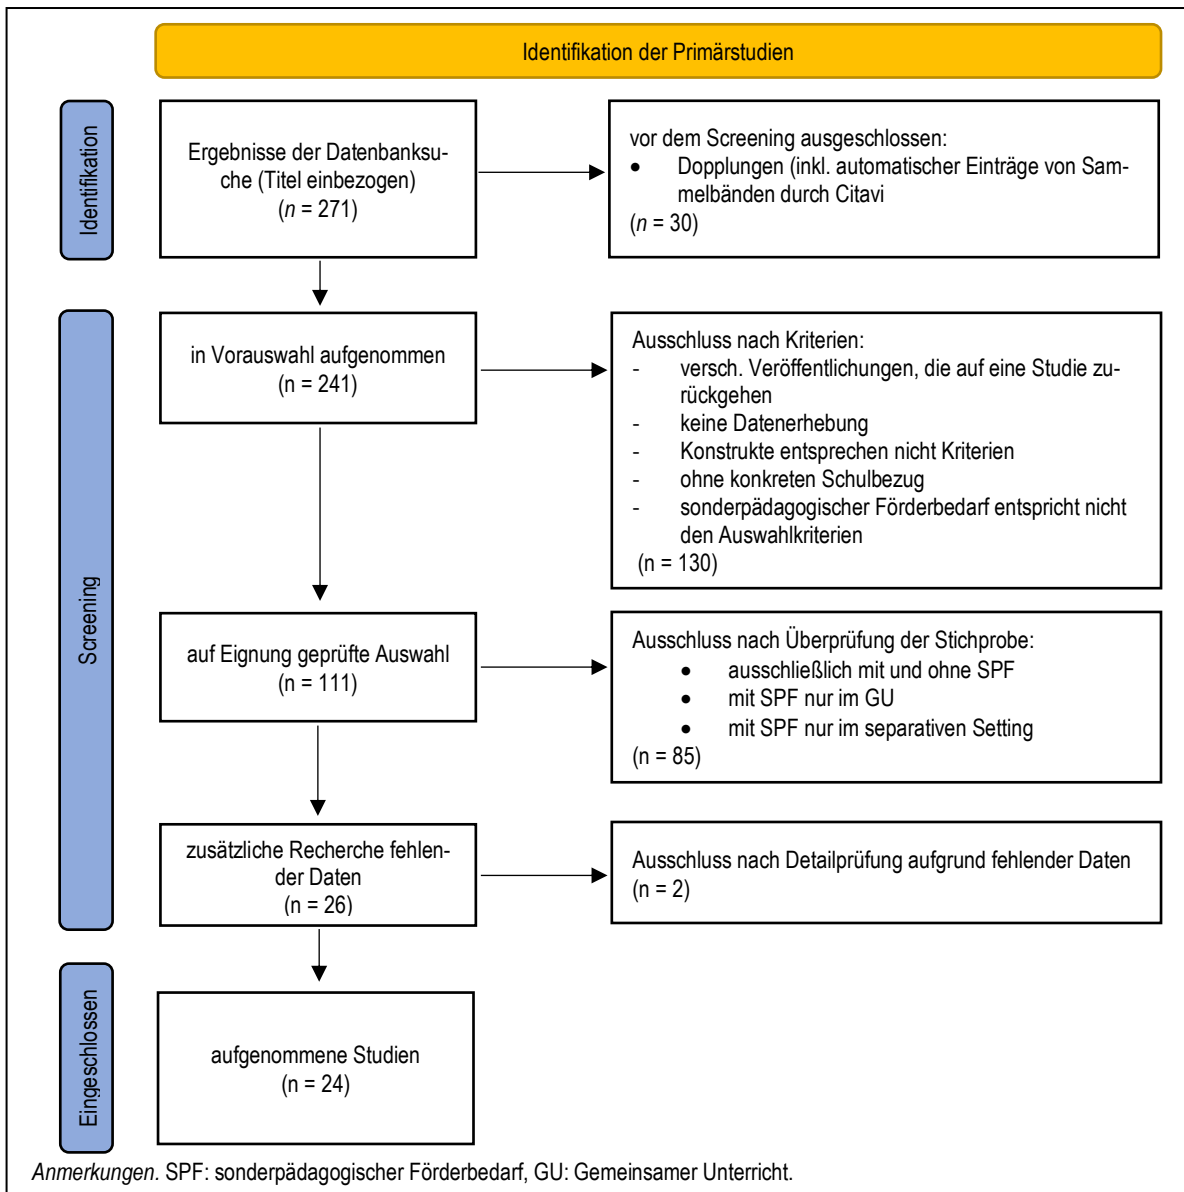 Identifikation der Primärstudien
Identifikation
Ergebnisse der Datenbanksu-
che (Titel einbezogen)
(n = 271)
vor dem Screening ausgeschlossen:
• Dopplungen (inkl. automatischer Einträge von Sam-
melbänden durch Citavi
(n = 30)
Screening
in Vorauswahl aufgenommen
(n = 241)
Ausschluss nach Kriterien:
- versch. Veröffentlichungen, die auf eine Studie zu-
rückgehen
- keine Datenerhebung
- Konstrukte entsprechen nicht Kriterien
- ohne konkreten Schulbezug
- sonderpädagogischer Förderbedarf entspricht nicht
den Auswahlkriterien
(n = 130)
auf Eignung geprüfte Auswahl
(n = 111)
Ausschluss nach Überprüfung der Stichprobe:
• ausschließlich mit und ohne SPF
• mit SPF nur im GU
• mit SPF nur im separativen Setting
(n = 85)
zusätzliche Recherche fehlen-
der Daten
(n = 26)
Ausschluss nach Detailprüfung aufgrund fehlender Daten
(n = 2)
Eingeschlossen
aufgenommene Studien
(n = 24)
Anmerkungen. SPF: sonderpädagogischer Förderbedarf, GU: Gemeinsamer Unterricht.